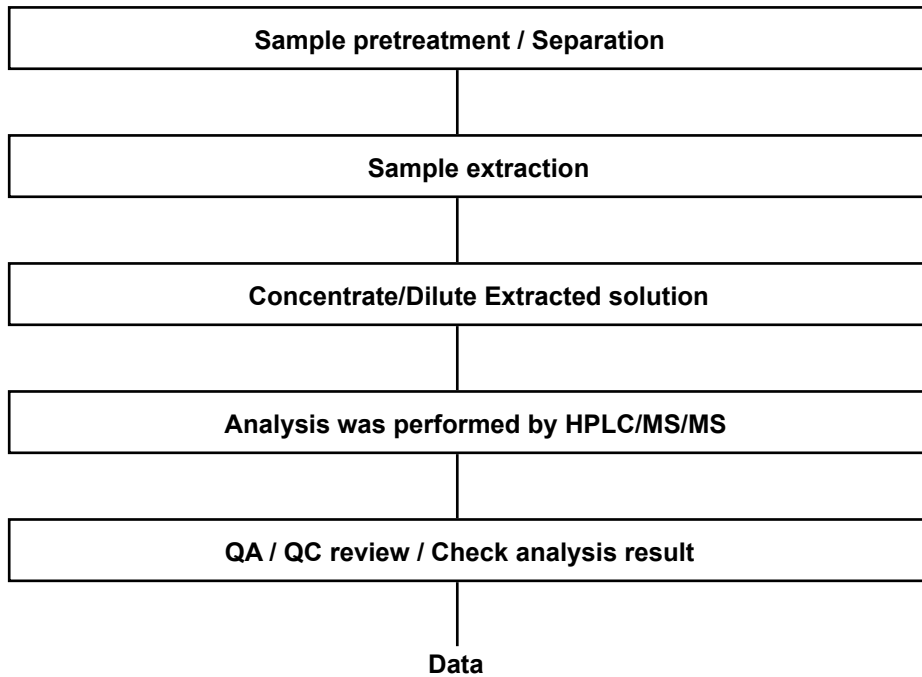 Sample pretreatment / Separation
Sample extraction
Concentrate/Dilute Extracted solution
Analysis was performed by HPLC/MS/MS
QA / QC review / Check analysis result
Data